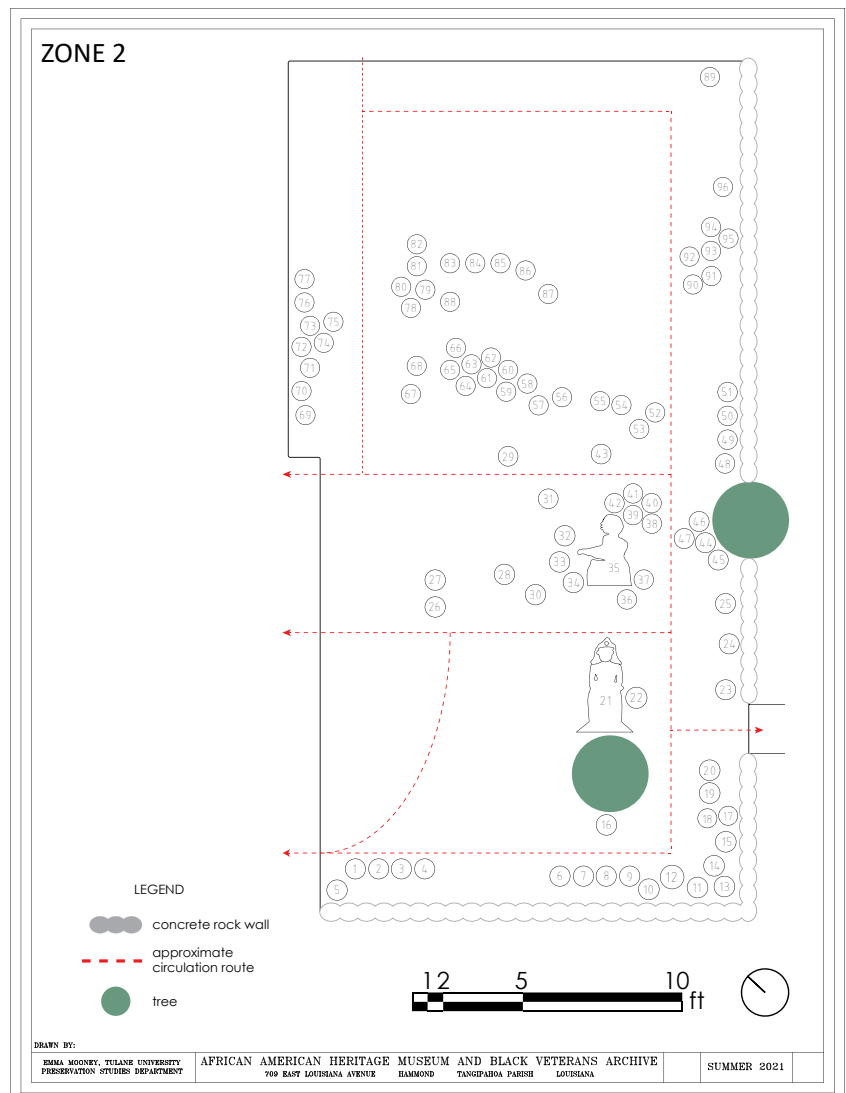 ZONE 2
89
96
94
95
82
92 93
81 83 84 85
86
91
77 80 79 90
87
76 78 88
73 75
72 74
66
62
71 68 65 63 60
61
64 58
70 67 59 51
56
57 55 54
69 52 50
53
49
29 43
48
31 41
42 40
39 38 46
32 47 44
33 45
35
28 34 37
27
30 36 25
26
24
23
21 22
20
19
16 18 17
15
1 2 3 4 14
6 7 8 9 12
5 10 11 13
LEGEND
concrete rock wall
approximate
circulation route
tree
1 2 5 10
ft
DRAWN BY:
EMMA MOONEY, TULANE UNIVERSITY
PRESERVATION STUDIES DEPARTMENT
AFRICAN AMERICAN HERITAGE MUSEUM AND BLACK VETERANS ARCHIVE
709 EAST LOUISIANA AVENUE HAMMOND TANGIPAHOA PARISH LOUISIANA
SUMMER 2021